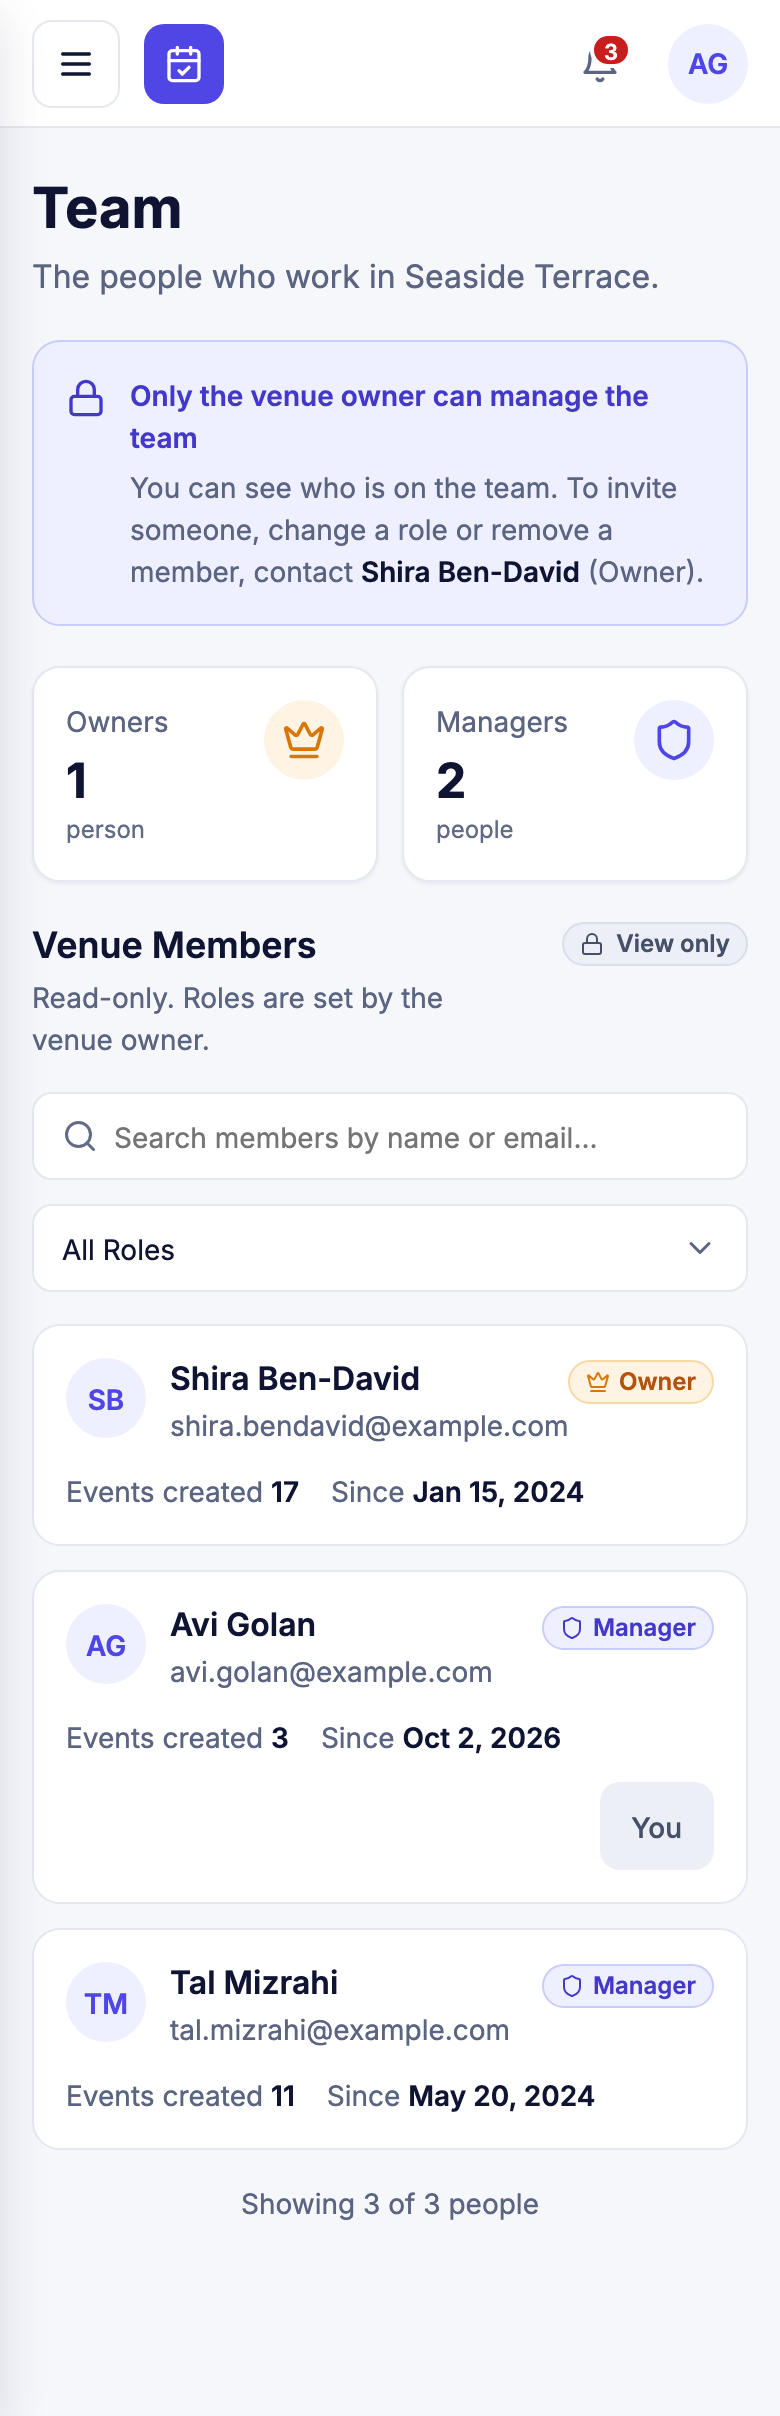 3
AG
Team
The people who work in Seaside Terrace.
Only the venue owner can manage the
team
You can see who is on the team. To invite
someone, change a role or remove a
member, contact Shira Ben-David (Owner).
Owners
1
person
Managers
2
people
Venue Members
View only
Read-only. Roles are set by the
venue owner.
Search members by name or email...
All Roles
SB
Shira Ben-David
Owner
shira.bendavid@example.com
Events created 17 Since Jan 15, 2024
AG
Avi Golan
Manager
avi.golan@example.com
Events created 3 Since Oct 2, 2026
You
TM
Tal Mizrahi
Manager
tal.mizrahi@example.com
Events created 11 Since May 20, 2024
Showing 3 of 3 people